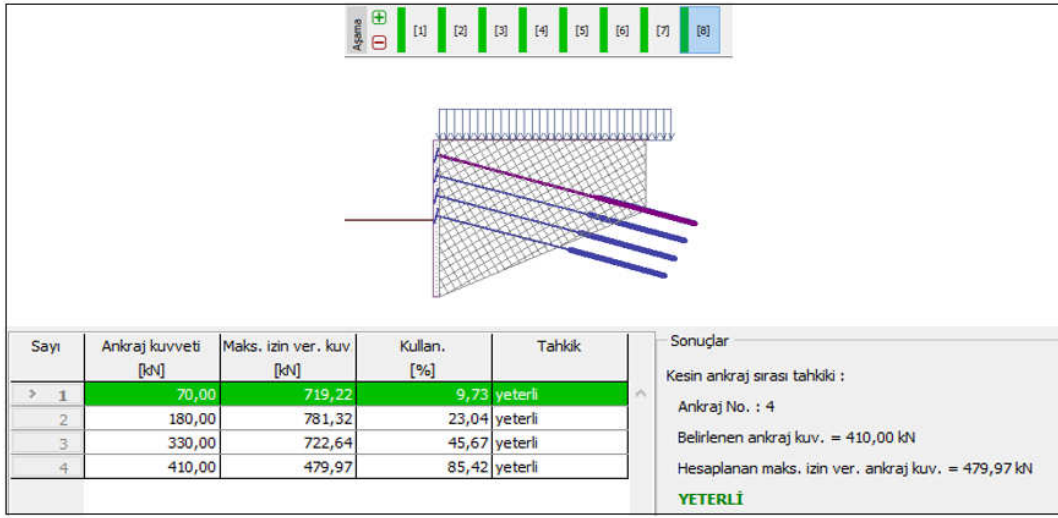 Aşama
[1] [2] [3] [4] [5] [6] [7] [8]
Sayı Ankraj kuvveti Maks. izin ver. kuv Kullan. Tahkik
[kN] [kN] [%]
> 1 70,00 719,22 9,73 yeterli
2 180,00 781,32 23,04 yeterli
3 330,00 722,64 45,67 yeterli
4 410,00 479,97 85,42 yeterli
Sonuçlar
Kesin ankraj sırası tahkiki :
Ankraj No. : 4
Belirlenen ankraj kuv. = 410,00 kN
Hesaplanan maks. izin ver. ankraj kuv. = 479,97 kN
YETERLİ